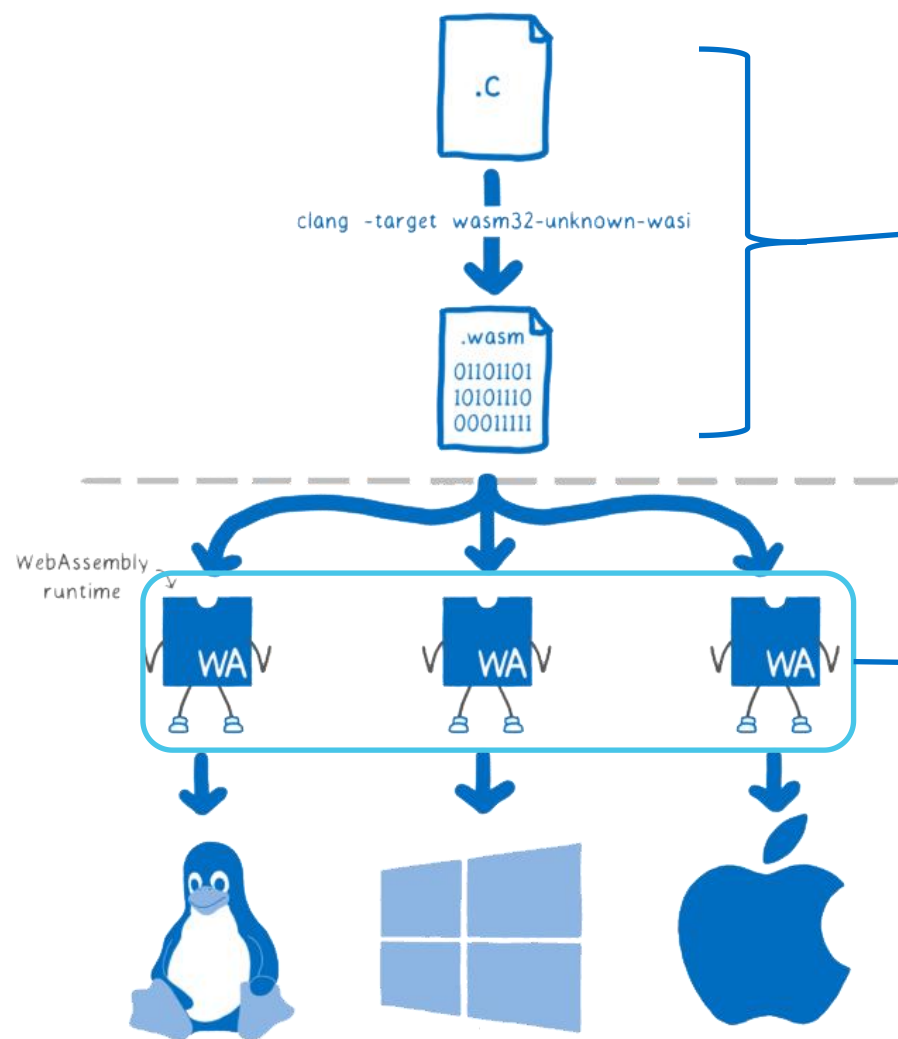 .c
clang -target wasm32-unknown-wasi
.wasm
01101101
10101110
00011111
WebAssembly
runtime
WA
WA
WA